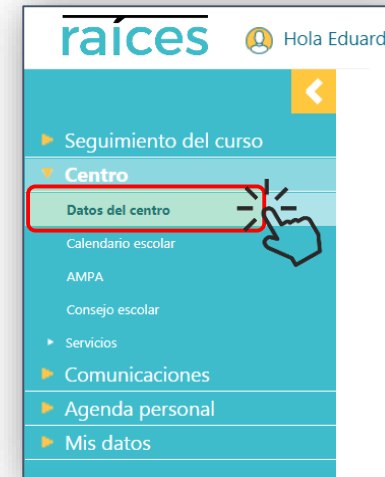 raíces
Hola Eduard
Seguimiento del curso
Centro
Datos del centro
Calendario escolar
AMPA
Consejo escolar
Servicios
Comunicaciones
Agenda personal
Mis datos